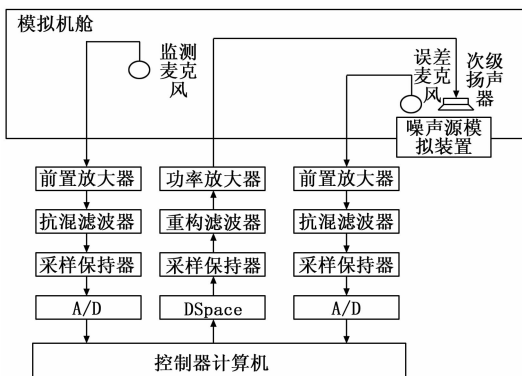 模拟机舱
监测
麦克
风
误差
麦克
风
次级
扬声
器
噪声源模
拟装置
前置放大器
功率放大器
前置放大器
抗混滤波器
重构滤波器
抗混滤波器
采样保持器
采样保持器
采样保持器
A/D
DSpace
A/D
控制器计算机